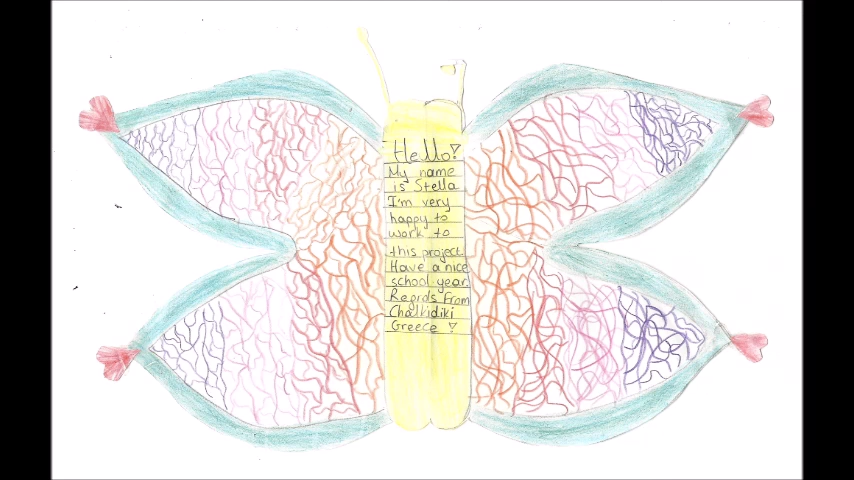 Hello!
My name
is Stella
I'm very
happy to
work to
this project
Have a nice
school year.
Regrds From
Chalkidiki
Greece !